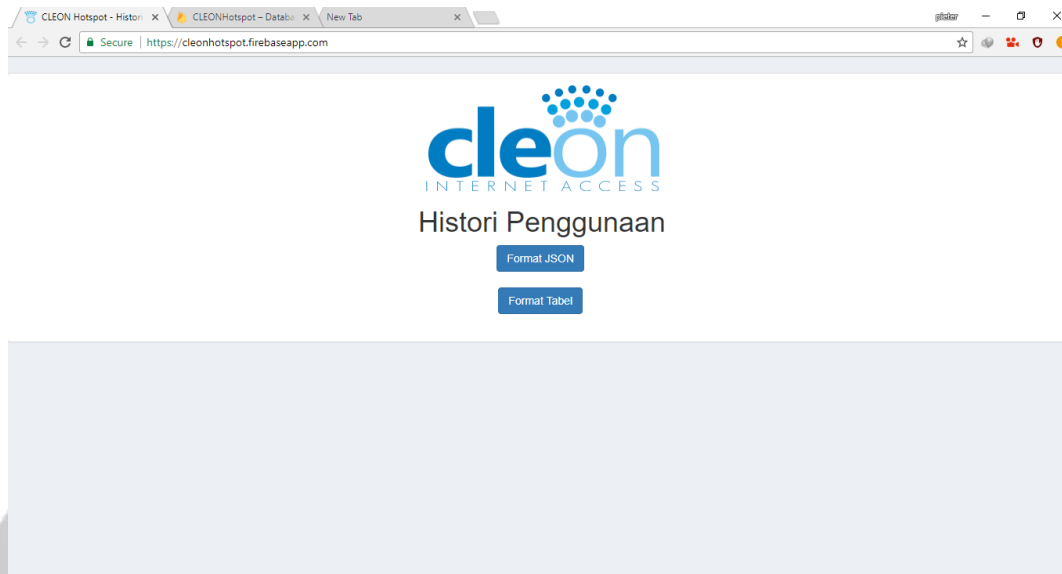 CLEON Hotspot - Histori
CLEONHotspot – Databa
New Tab
pister
Secure | https://cleonhotspot.firebaseapp.com
cleon
INTERNET ACCESS
Histori Penggunaan
Format JSON
Format Tabel